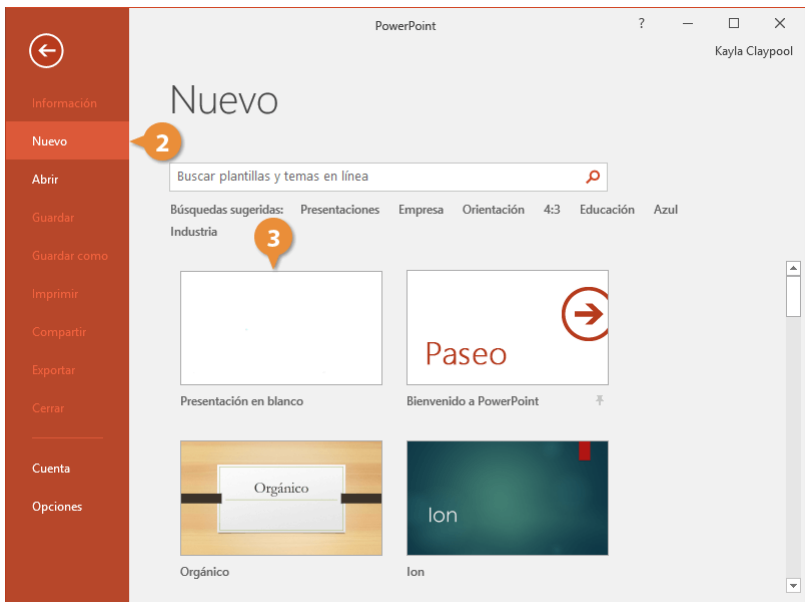 PowerPoint
?
Kayla Claypool
Información
Nuevo
Abrir
Guardar
Guardar como
Imprimir
Compartir
Exportar
Cerrar
Cuenta
Opciones
2
Nuevo
Buscar plantillas y temas en línea
Búsquedas sugeridas: Presentaciones Empresa Orientación 4:3 Educación Azul
Industria
3
Paseo
Presentación en blanco
Bienvenido a PowerPoint
Orgánico
Ion
Orgánico
Ion